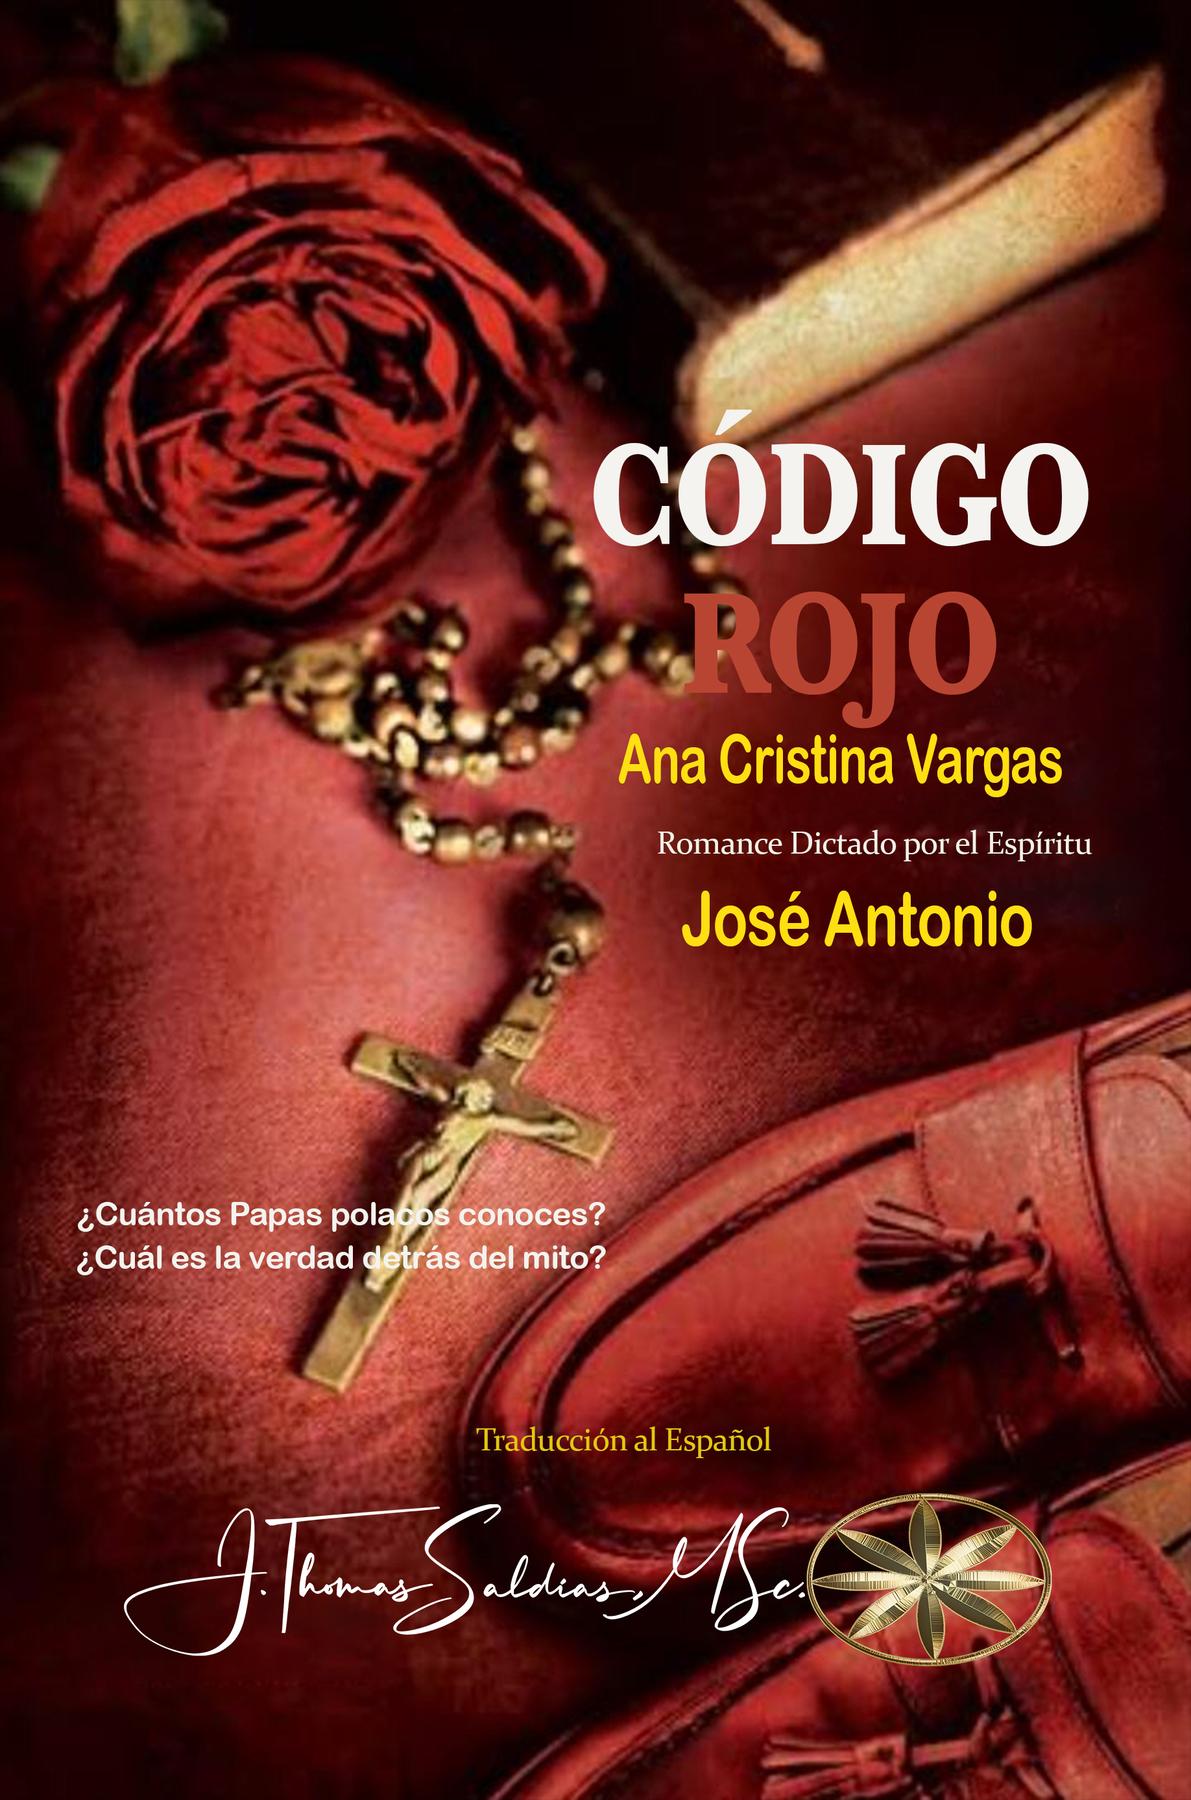 CÓDIGO
ROJO
Ana Cristina Vargas
Romance Dictado por el Espíritu
José Antonio
¿Cuántos Papas polacos conoces?
¿Cuál es la verdad detrás del mito?
Traducción al Español
J. Thomas Saldias, MSc.